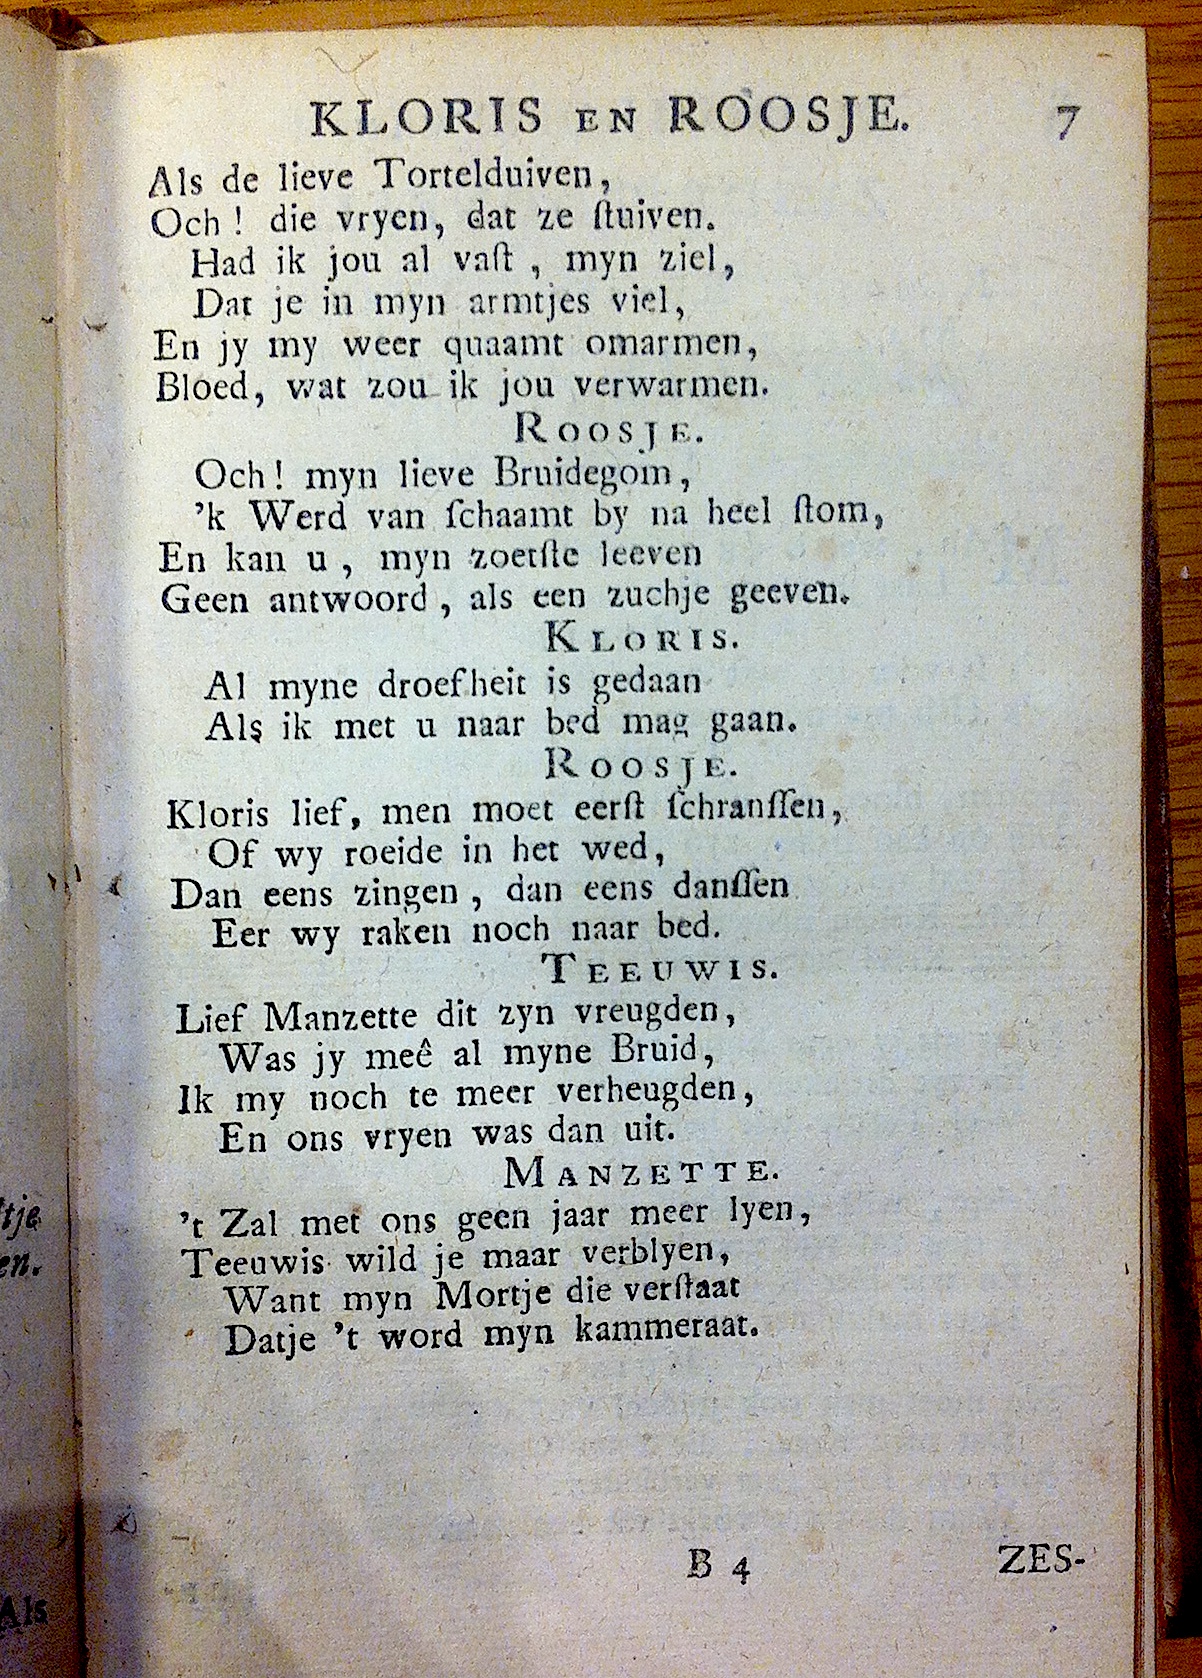 KLORIS EN ROOSJE. 7
Als de lieve Tortelduiven,
Och! die vryen, dat ze ſtuiven.
Had ik jou al vaſt, myn ziel,
Dat je in myn armtjes viel,
En jy my weer quaamt omarmen,
Bloed, wat zou ik jou verwarmen.
ROOSJE.
Och! myn lieve Bruidegom,
'k Werd van ſchaamt by na heel ſtom,
En kan u, myn zoetſte leeven
Geen antwoord, als een zuchje geeven.
KLORIS.
Al myne droefheit is gedaan
Als ik met u naar bed mag gaan.
ROOSJE.
Kloris lief, men moet eerſt ſchranſſen,
Of wy roeide in het wed,
Dan eens zingen, dan eens danſſen
Eer wy raken noch naar bed.
TEEUWIS.
Lief Manzette dit zyn vreugden,
Was jy meê al myne Bruid,
Ik my noch te meer verheugden,
En ons vryen was dan uit.
MANZETTE.
't Zal met ons geen jaar meer lyen,
Teeuwis wild je maar verblyen,
Want myn Mortje die verſtaat
Datje 't word myn kammeraat.
B 4 ZES-
tje
en.
Als